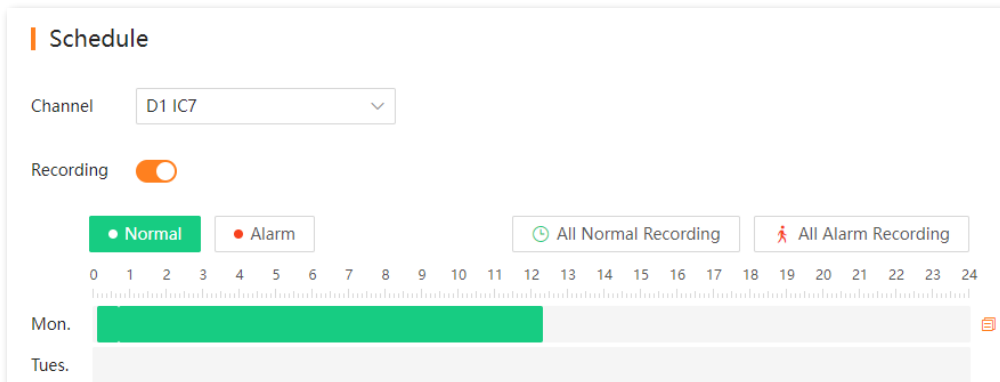 Schedule
Channel D1 IC7
Recording
Normal Alarm All Normal Recording All Alarm Recording
0 1 2 3 4 5 6 7 8 9 10 11 12 13 14 15 16 17 18 19 20 21 22 23 24
Mon.
Tues.